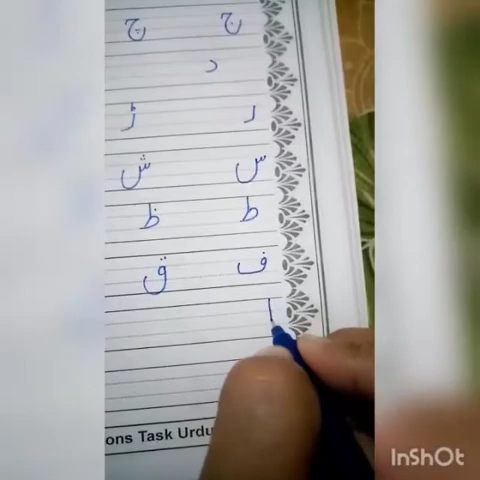 ج چ
د
ر ڑ
س ش
ط ظ
ف ق
ا
ons Task Urdu
InShOt